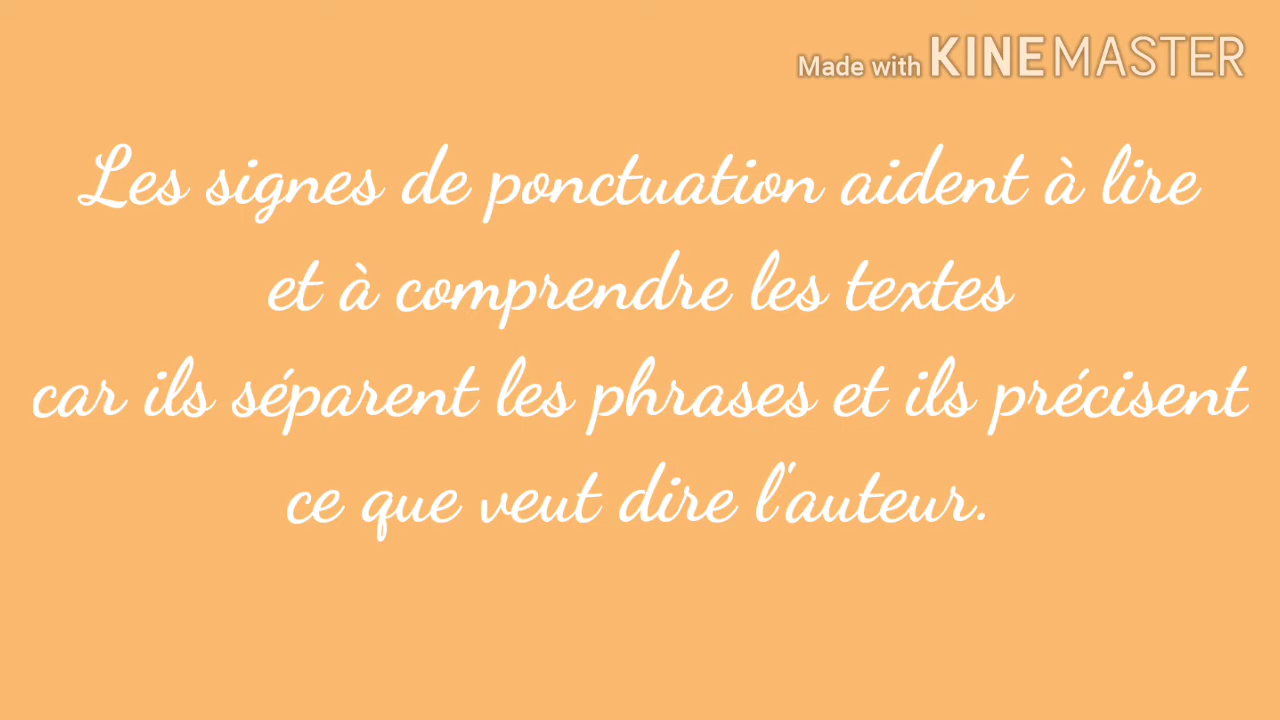 Made with KINEMASTER
Les signes de ponctuation aident à lire
et à comprendre les textes
car ils séparent les phrases et ils précisent
ce que veut dire l'auteur.